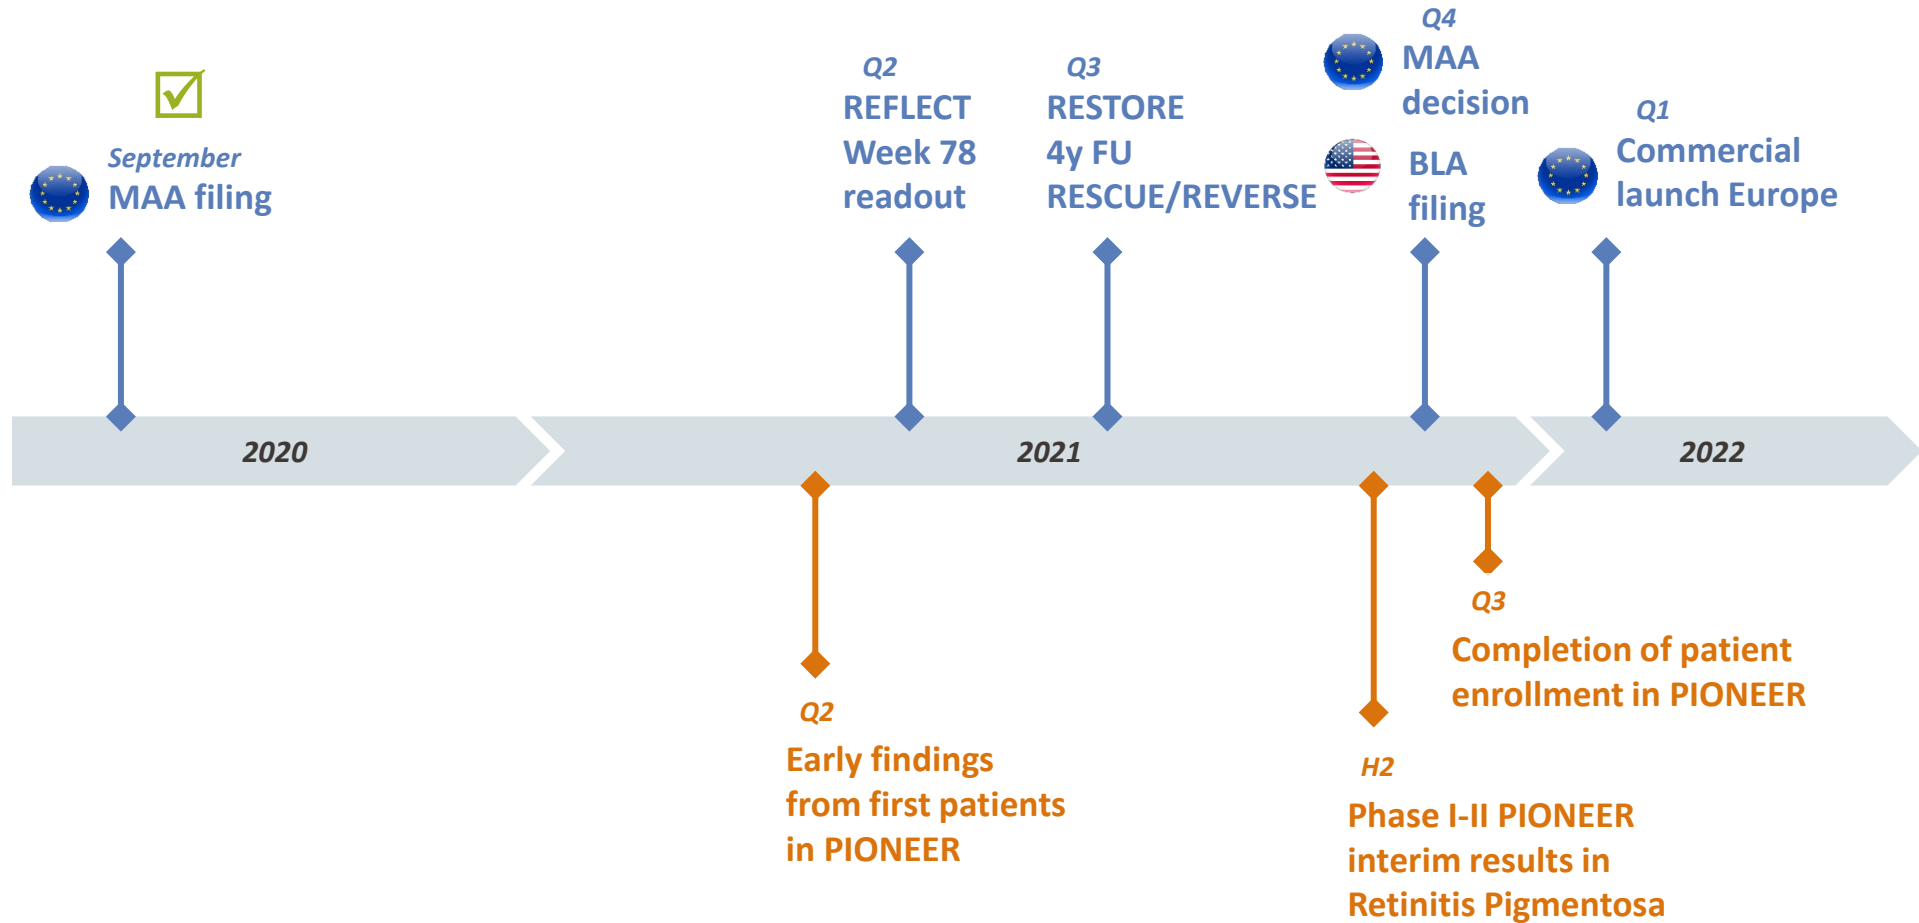 September
MAA filing
Q2
REFLECT
Week 78
readout
Q3
RESTORE
4y FU
RESCUE/REVERSE
Q4
MAA
decision
BLA
filing
Q1
Commercial
launch Europe
2020
2021
2022
Q2
Early findings
from first patients
in PIONEER
H2
Phase I-II PIONEER
interim results in
Retinitis Pigmentosa
Q3
Completion of patient
enrollment in PIONEER